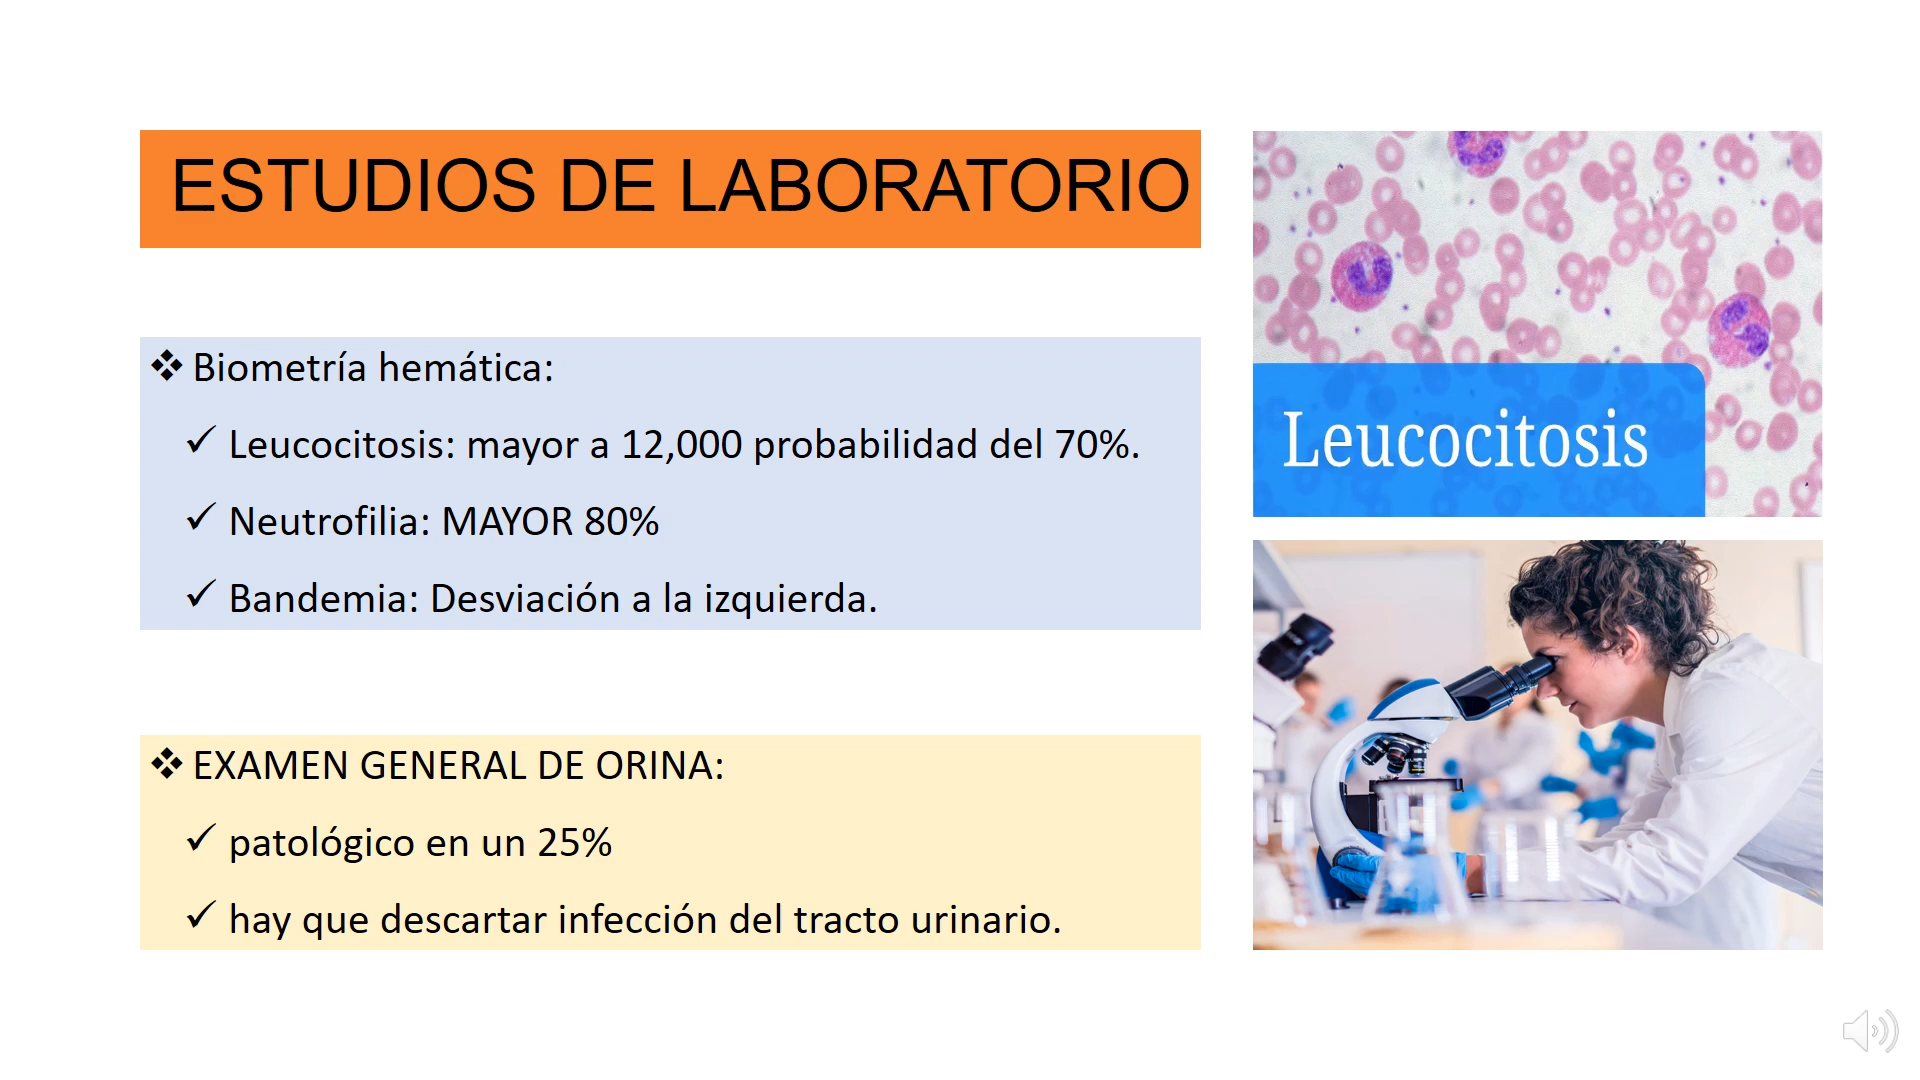 ESTUDIOS DE LABORATORIO
❖ Biometría hemática:
✓ Leucocitosis: mayor a 12,000 probabilidad del 70%.
✓ Neutrofilia: MAYOR 80%
✓ Bandemia: Desviación a la izquierda.
❖ EXAMEN GENERAL DE ORINA:
✓ patológico en un 25%
✓ hay que descartar infección del tracto urinario.
Leucocitosis